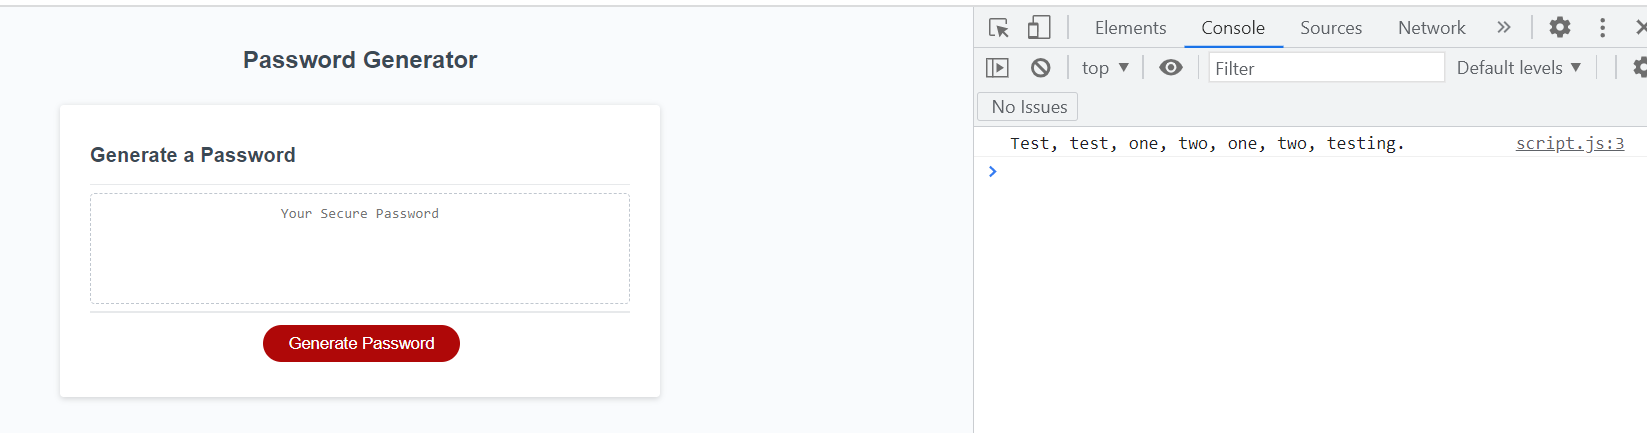 Password Generator
Generate a Password
Your Secure Password
Generate Password
Elements Console Sources Network
top ▼ Filter Default levels ▼
No Issues
Test, test, one, two, one, two, testing. script.js:3